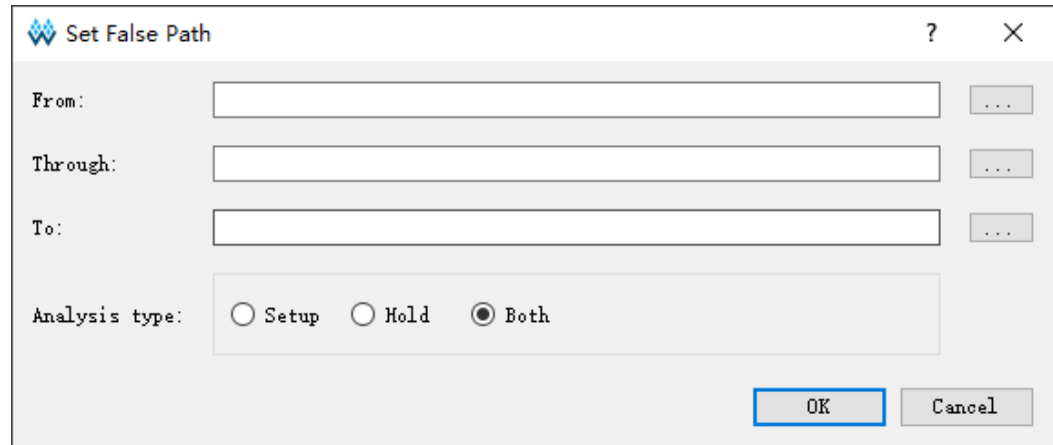 Set False Path ?
From: ...
Through: ...
To: ...
Analysis type: Setup Hold Both
OK Cancel